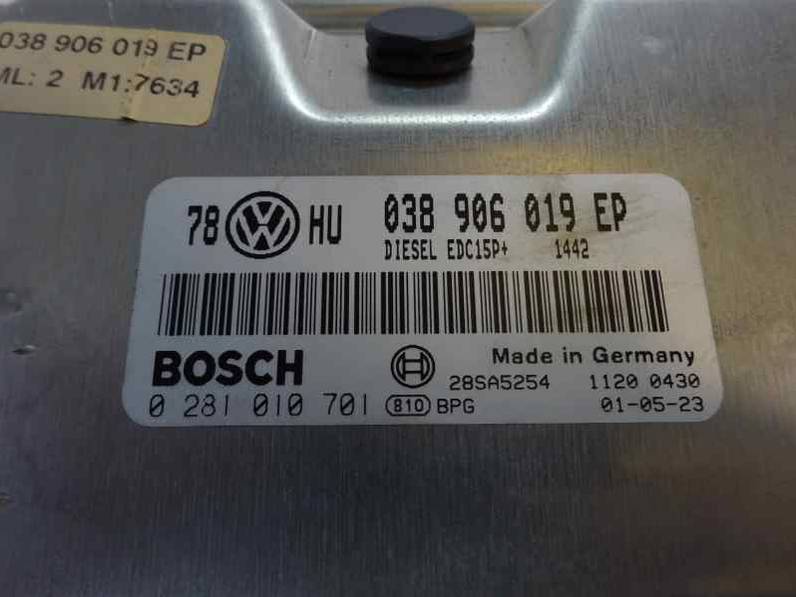 038 906 019 EP
ML: 2 M1:7634
78 VW HU 038 906 019 EP
DIESEL EDC15P+ 1442
BOSCH Made in Germany
28SA5254 1120 0430
0 281 010 701 810 BPG 01-05-23